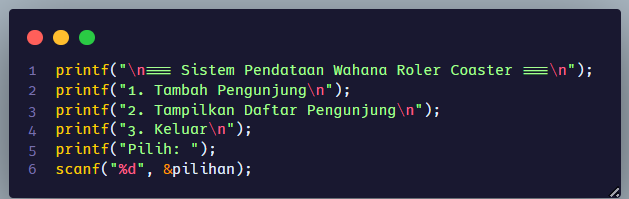 1 printf("\n=== Sistem Pendataan Wahana Roler Coaster ===\n");
2 printf("1. Tambah Pengunjung\n");
3 printf("2. Tampilkan Daftar Pengunjung\n");
4 printf("3. Keluar\n");
5 printf("Pilih: ");
6 scanf("%d", &pilihan);